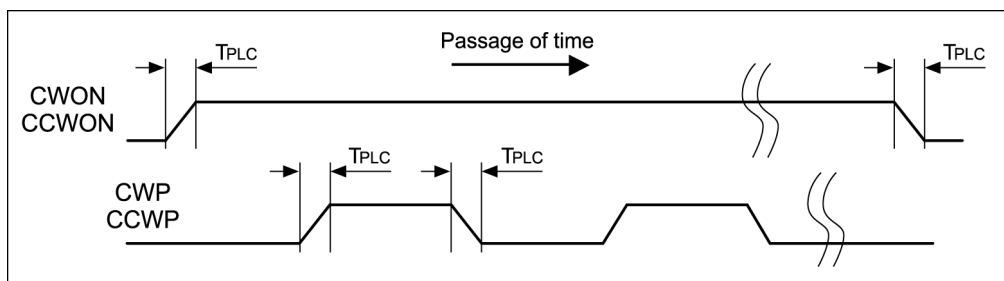 Passage of time
TPLC
TPLC
CWON
CCWON
TPLC
TPLC
CWP
CCWP